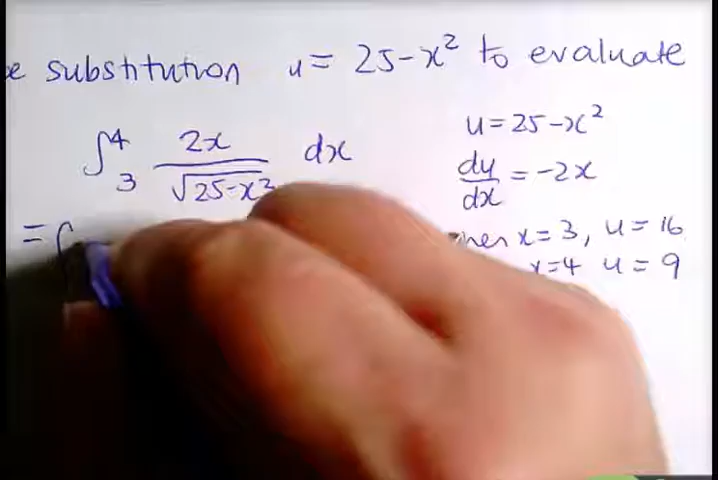 substitution u = 25-x² to evaluate
∫₃⁴ 2x/√25-x² dx
u = 25-x²
dy/dx = -2x
x=3, u=16
x=4 u=9
=∫